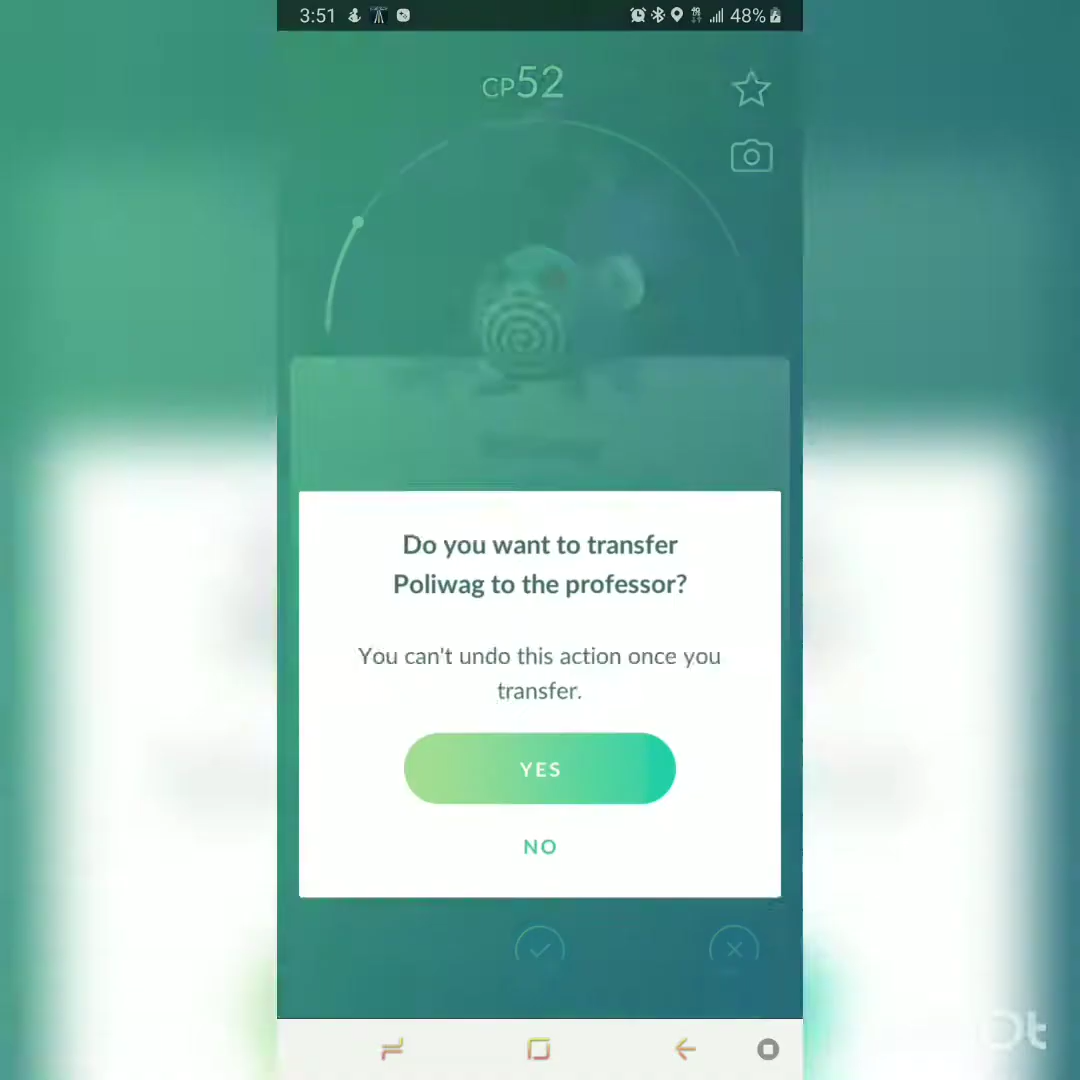 3:51
48%
CP52
Do you want to transfer
Poliwag to the professor?
You can't undo this action once you
transfer.
YES
NO